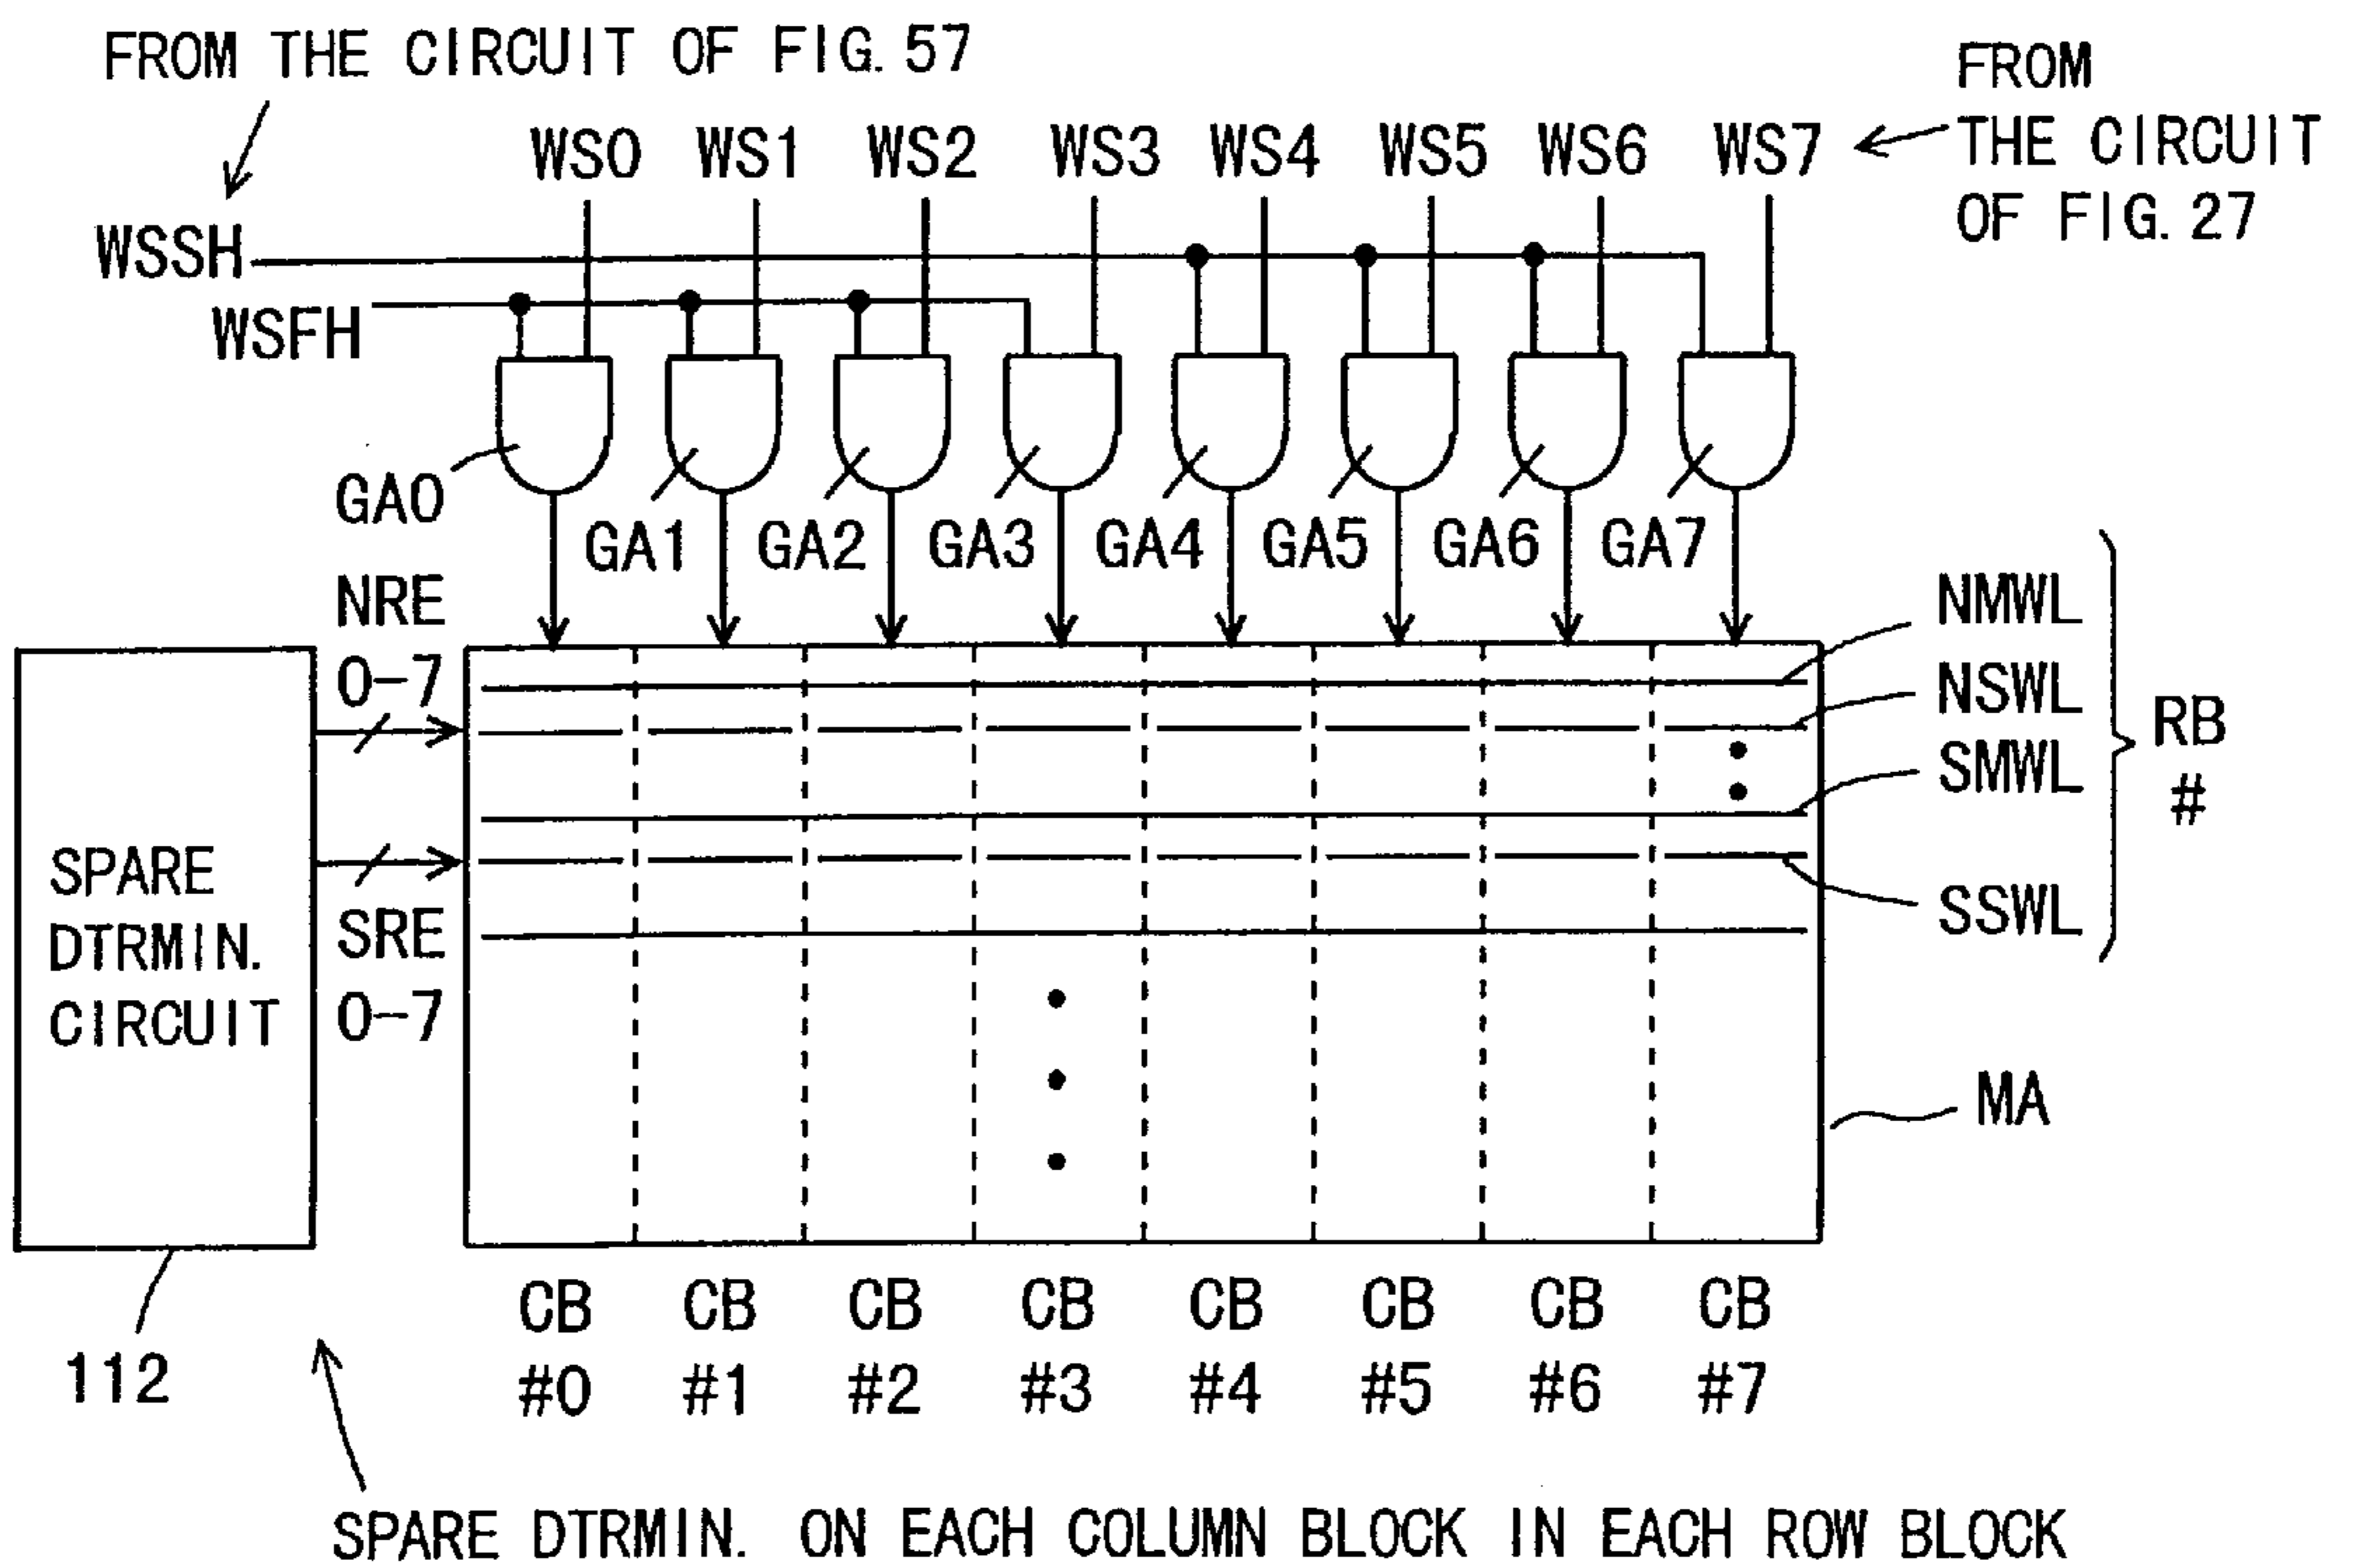 FROM THE CIRCUIT OF FIG. 57
FROM
THE CIRCUIT
OF FIG. 27
WS0 WS1 WS2 WS3 WS4 WS5 WS6 WS7
WSSH
WSFH
GA0
GA1 GA2 GA3 GA4 GA5 GA6 GA7
NRE
0-7
NMWL
NSWL
SMWL
SSWL
RB
#
SPARE
DTRMIN.
CIRCUIT
SRE
0-7
MA
CB CB CB CB CB CB CB CB
#0 #1 #2 #3 #4 #5 #6 #7
112
SPARE DTRMIN. ON EACH COLUMN BLOCK IN EACH ROW BLOCK